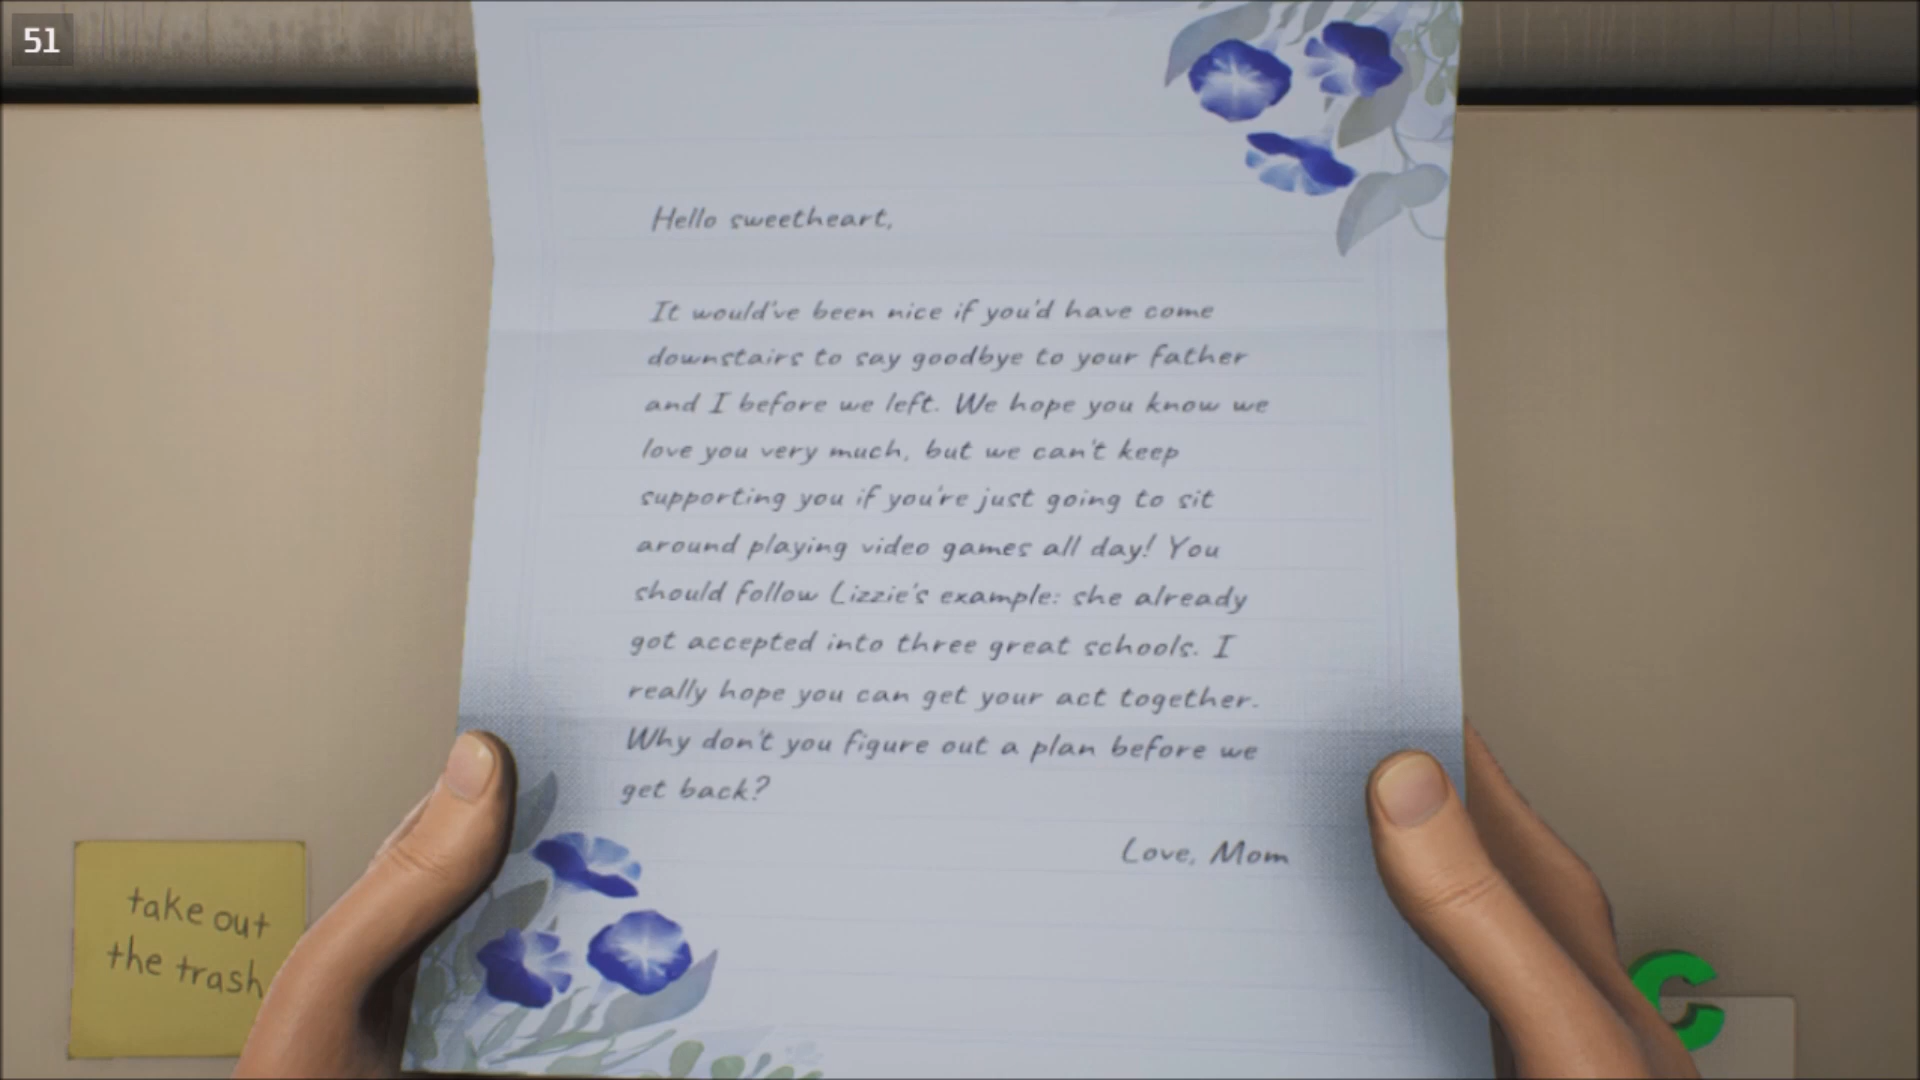 51
Hello sweetheart,
It would've been nice if you'd have come
downstairs to say goodbye to your father
and I before we left. We hope you know we
love you very much, but we can't keep
supporting you if you're just going to sit
around playing video games all day! You
should follow Lizzie's example: she already
got accepted into three great schools. I
really hope you can get your act together.
Why don't you figure out a plan before we
get back?
Love, Mom
take out
the trash
C